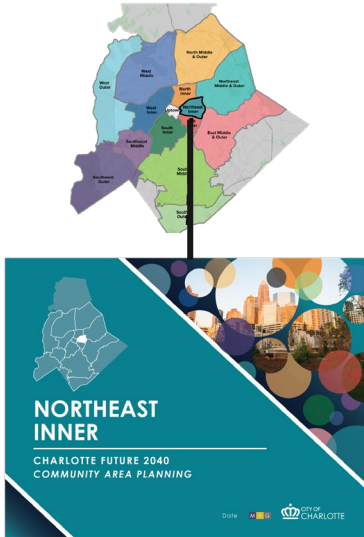 North Middle
& Outer
West
Outer
West
Middle
Northeast
Middle & Outer
North
Inner
Northeast
Inner
West
Inner
Uptown
South
Inner
East Middle
& Outer
Southwest
Middle
Southwest
Outer
South
Middle
South
Outer
NORTHEAST
INNER
CHARLOTTE FUTURE 2040
COMMUNITY AREA PLANNING
Date
CITY OF
CHARLOTTE